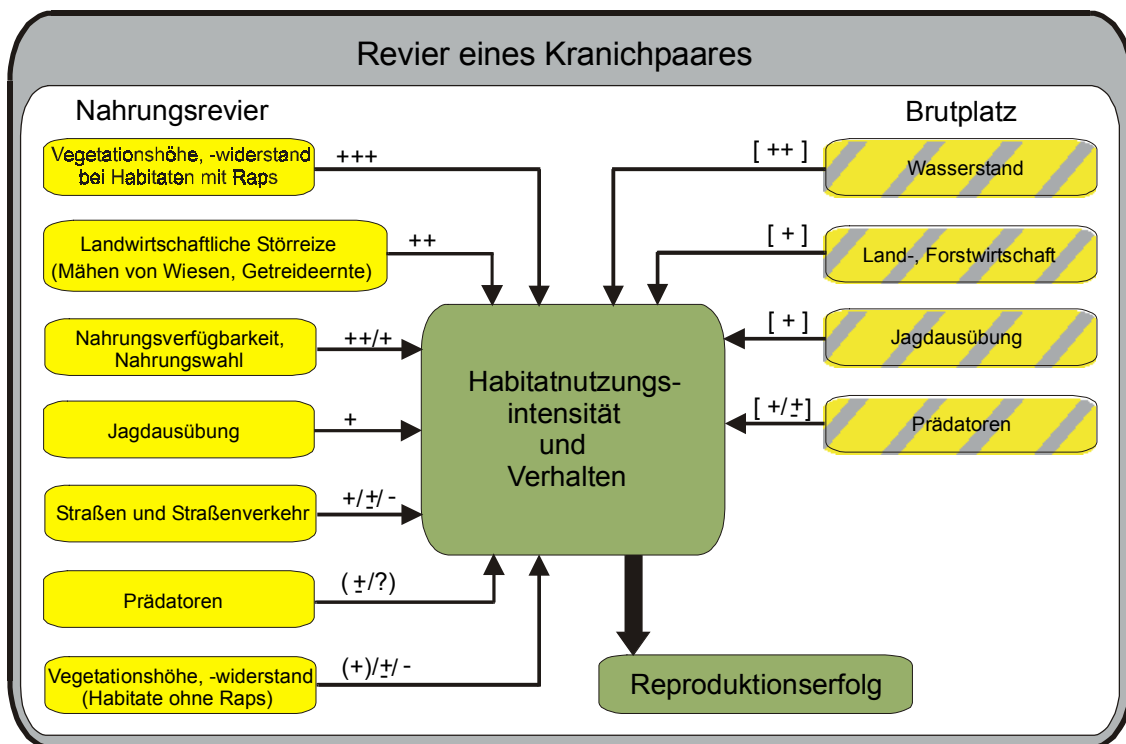 Revier eines Kranichpaares
Nahrungsrevier
Vegetationshöhe, -widerstand
bei Habitaten mit Raps
+++
Landwirtschaftliche Störreize
(Mähen von Wiesen, Getreideernte)
++
Nahrungsverfügbarkeit,
Nahrungswahl
++/+
Jagdausübung
+
Straßen und Straßenverkehr
+/±/-
Prädatoren
(±/?)
Vegetationshöhe, -widerstand
(Habitate ohne Raps)
(+)/±/-
Habitatnutzungs-
intensität
und
Verhalten
Reproduktionserfolg
Brutplatz
[ ++ ]
Wasserstand
[ + ]
Land-, Forstwirtschaft
[ + ]
Jagdausübung
[ +/±]
Prädatoren